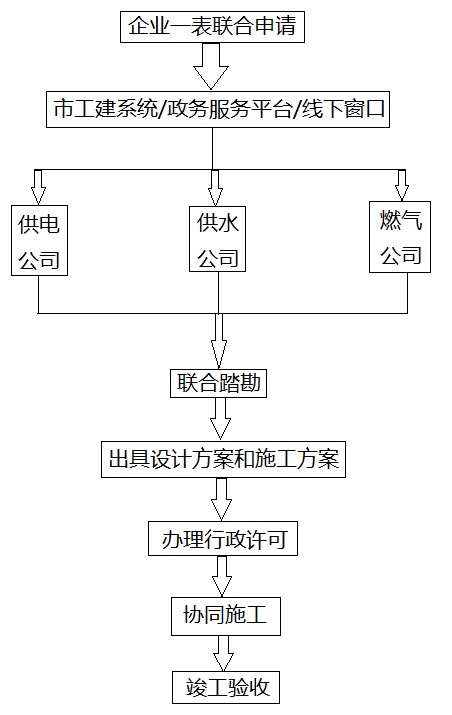 企业一表联合申请
市工建系统/政务服务平台/线下窗口
供电
公司
供水
公司
燃气
公司
联合踏勘
出具设计方案和施工方案
办理行政许可
协同施工
竣工验收